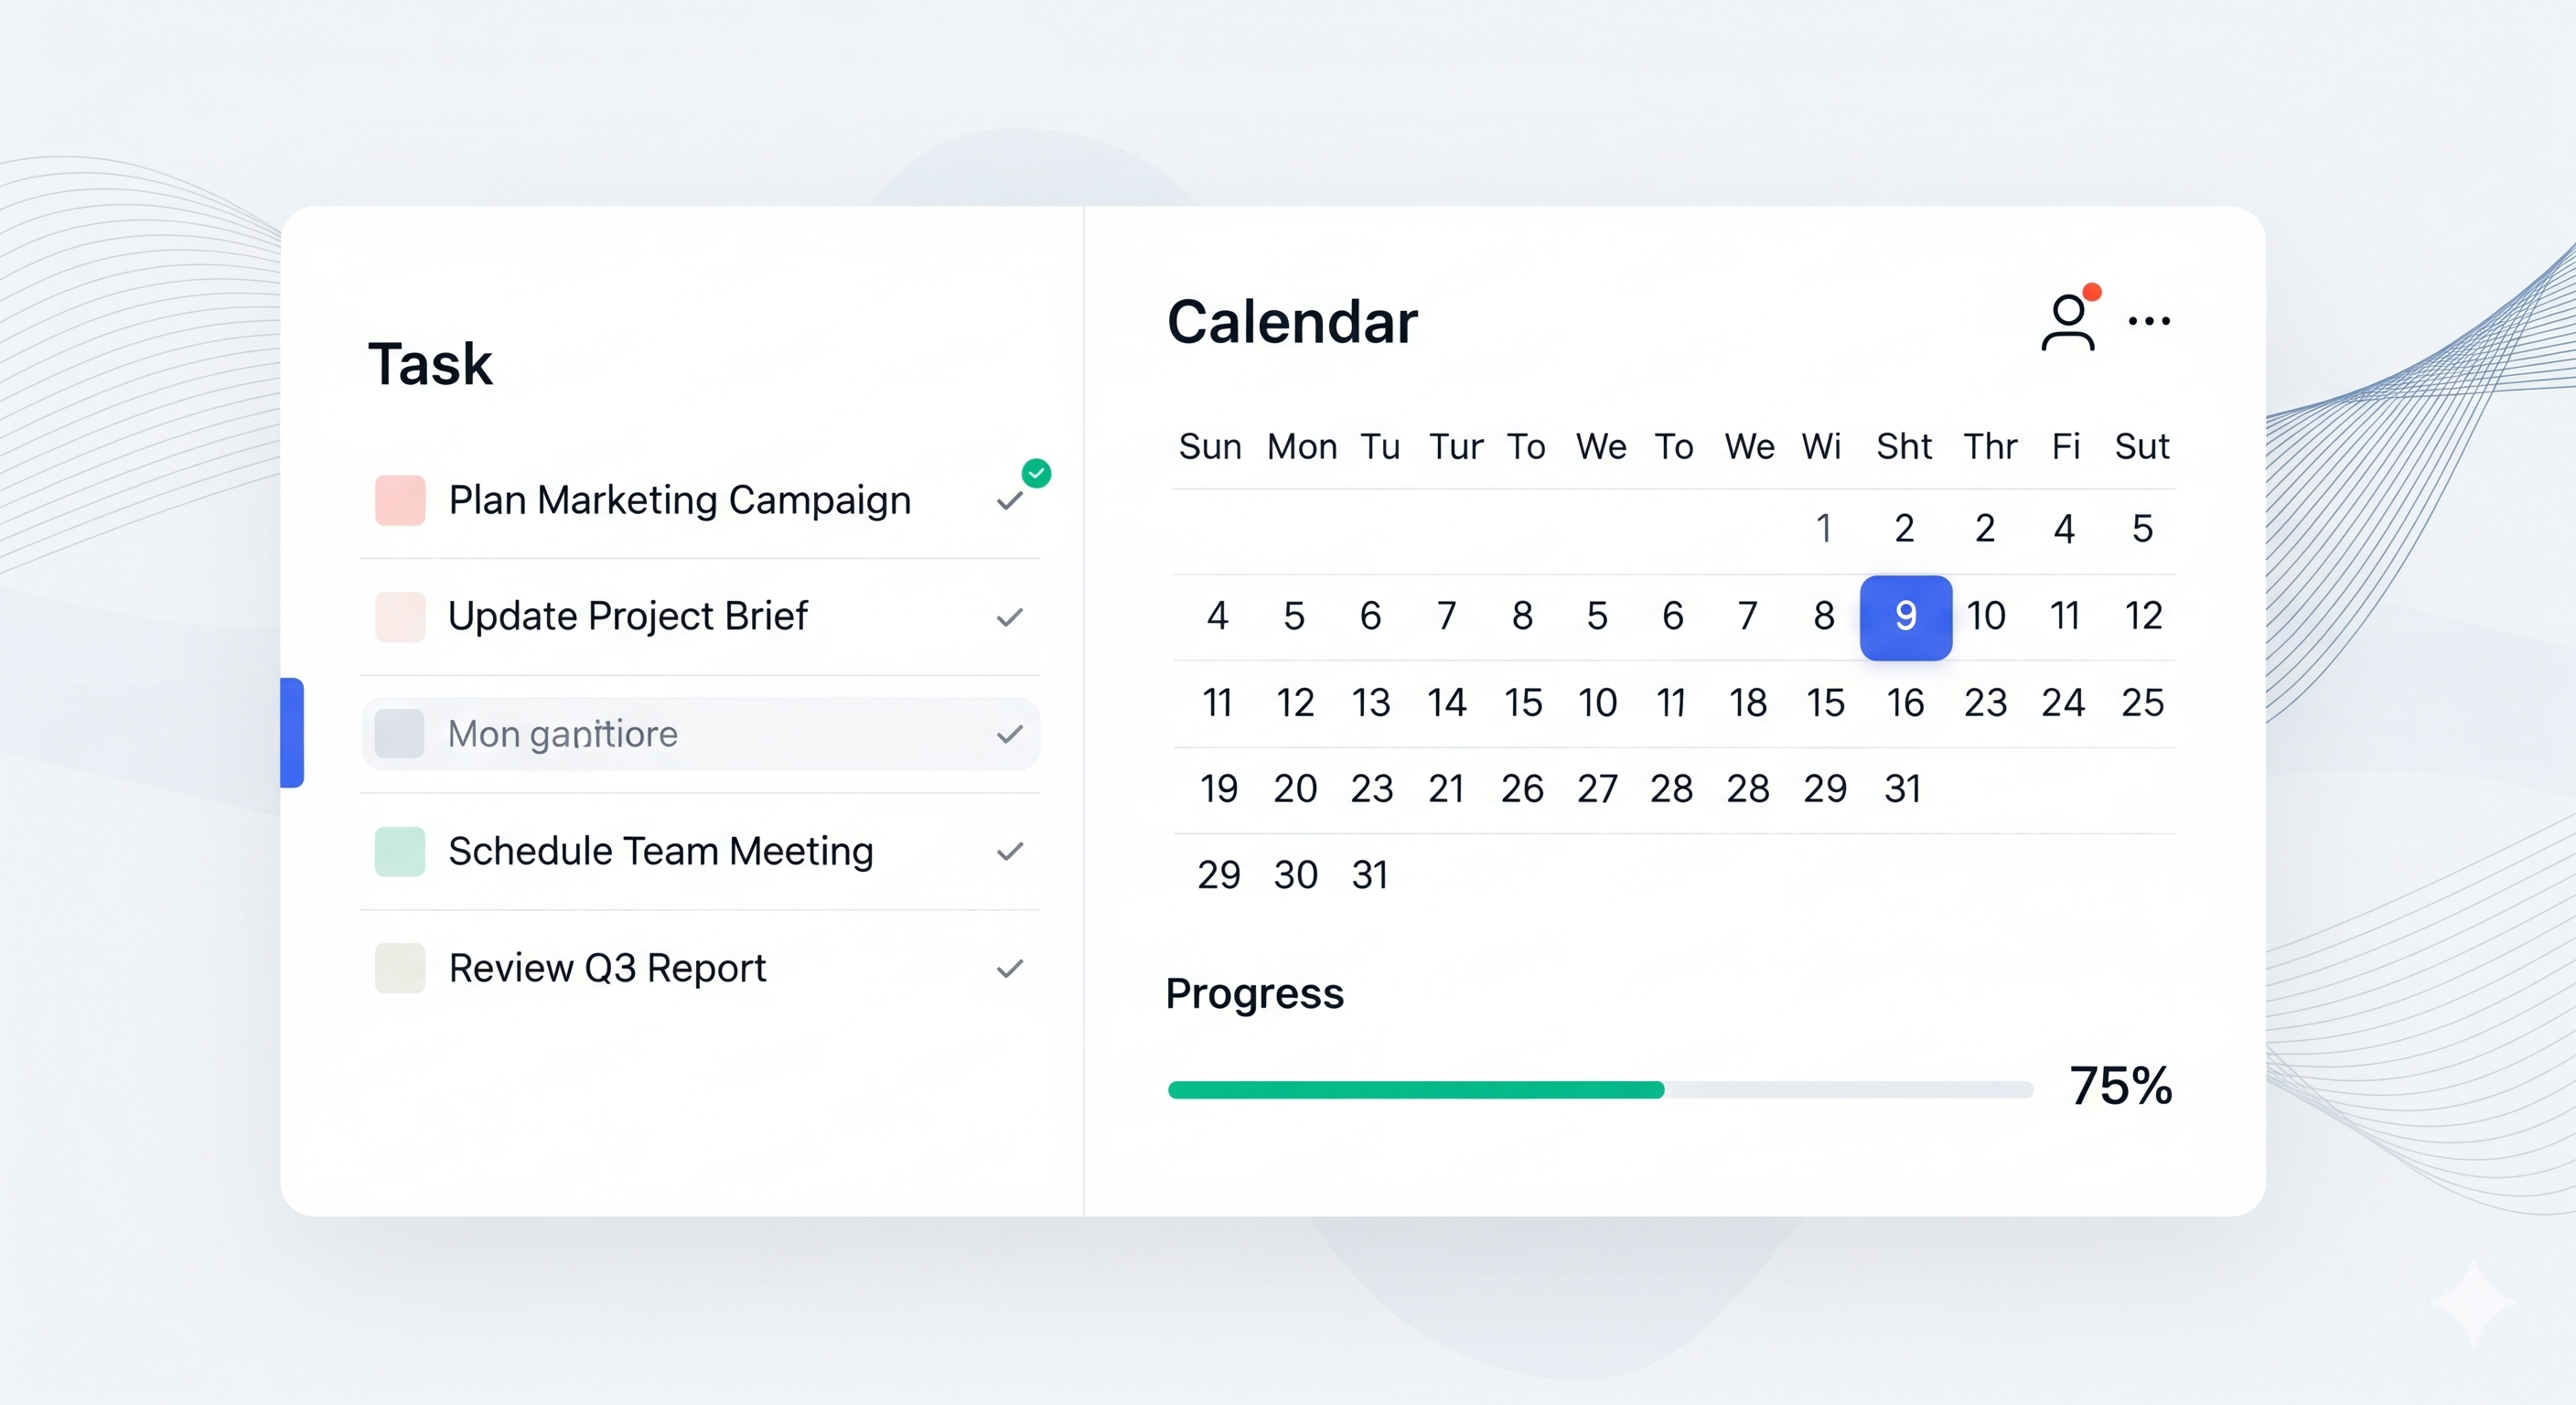 Task
Plan Marketing Campaign
Update Project Brief
Mon
Schedule Team Meeting
Review Q3 Report
Calendar
Sun Mon Tu Tur To We To We Wi Sht Thr Fi Sut
1 2 2 4 5
4 5 6 7 8 5 6 7 8 9 10 11 12
11 12 13 14 15 10 11 18 15 16 23 24 25
19 20 23 21 26 27 28 28 29 31
29 30 31
Progress
75%